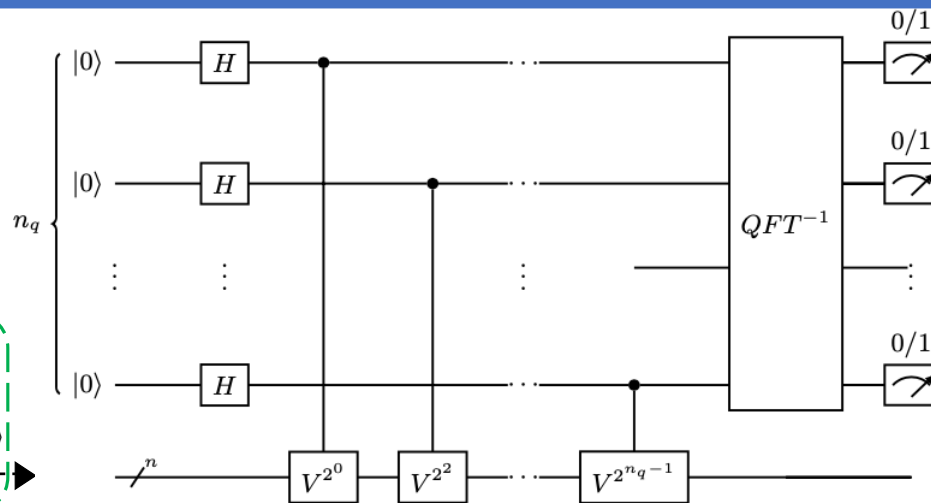 0/1
|0⟩ H ··· 
0/1
|0⟩ H ···
n_q
QFT^{-1}
⋮ ⋮ ⋮ ⋮
0/1
|0⟩ H ···
n V^{2^0} V^{2^2} ··· V^{2^{n_q-1}}